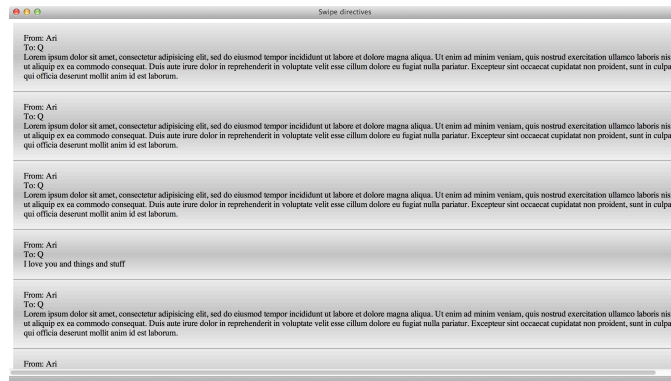 Swipe directives
From: Ari
To: Q
Lorem ipsum dolor sit amet, consectetur adipisicing elit, sed do eiusmod tempor incididunt ut labore et dolore magna aliqua. Ut enim ad minim veniam, quis nostrud exercitation ullamco laboris nis
ut aliquip ex ea commodo consequat. Duis aute irure dolor in reprehenderit in voluptate velit esse cillum dolore eu fugiat nulla pariatur. Excepteur sint occaecat cupidatat non proident, sunt in culpa
qui officia deserunt mollit anim id est laborum.
From: Ari
To: Q
Lorem ipsum dolor sit amet, consectetur adipisicing elit, sed do eiusmod tempor incididunt ut labore et dolore magna aliqua. Ut enim ad minim veniam, quis nostrud exercitation ullamco laboris nis
ut aliquip ex ea commodo consequat. Duis aute irure dolor in reprehenderit in voluptate velit esse cillum dolore eu fugiat nulla pariatur. Excepteur sint occaecat cupidatat non proident, sunt in culpa
qui officia deserunt mollit anim id est laborum.
From: Ari
To: Q
Lorem ipsum dolor sit amet, consectetur adipisicing elit, sed do eiusmod tempor incididunt ut labore et dolore magna aliqua. Ut enim ad minim veniam, quis nostrud exercitation ullamco laboris nis
ut aliquip ex ea commodo consequat. Duis aute irure dolor in reprehenderit in voluptate velit esse cillum dolore eu fugiat nulla pariatur. Excepteur sint occaecat cupidatat non proident, sunt in culpa
qui officia deserunt mollit anim id est laborum.
From: Ari
To: Q
I love you and things and stuff
From: Ari
To: Q
Lorem ipsum dolor sit amet, consectetur adipisicing elit, sed do eiusmod tempor incididunt ut labore et dolore magna aliqua. Ut enim ad minim veniam, quis nostrud exercitation ullamco laboris nis
ut aliquip ex ea commodo consequat. Duis aute irure dolor in reprehenderit in voluptate velit esse cillum dolore eu fugiat nulla pariatur. Excepteur sint occaecat cupidatat non proident, sunt in culpa
qui officia deserunt mollit anim id est laborum.
From: Ari